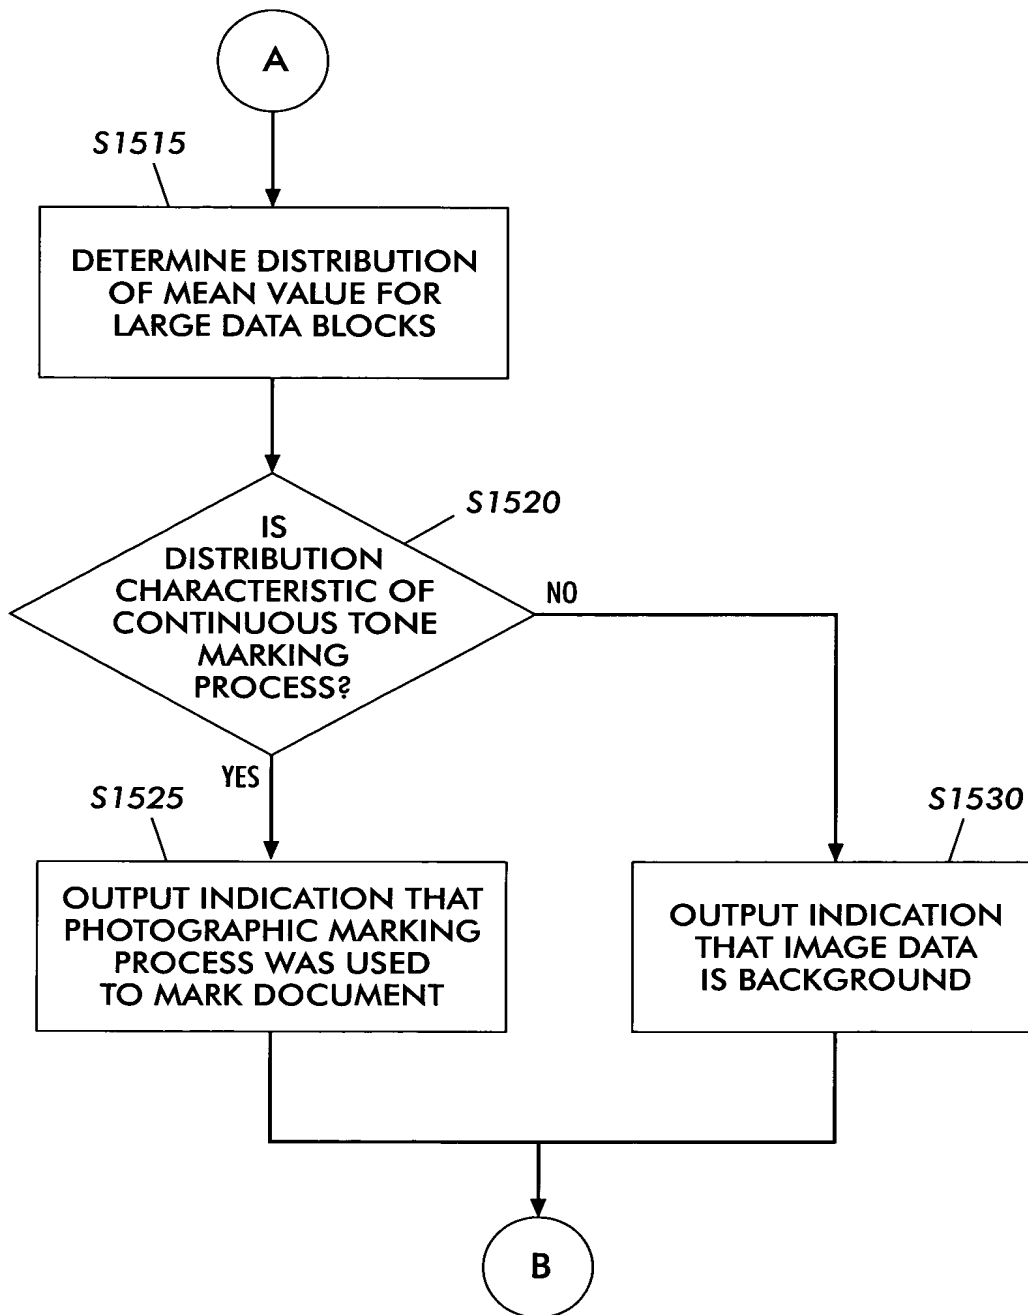 A
S1515
DETERMINE DISTRIBUTION
OF MEAN VALUE FOR
LARGE DATA BLOCKS
S1520
IS
DISTRIBUTION
CHARACTERISTIC OF
CONTINUOUS TONE
MARKING
PROCESS?
NO
YES
S1525
OUTPUT INDICATION THAT
PHOTOGRAPHIC MARKING
PROCESS WAS USED
TO MARK DOCUMENT
S1530
OUTPUT INDICATION
THAT IMAGE DATA
IS BACKGROUND
B